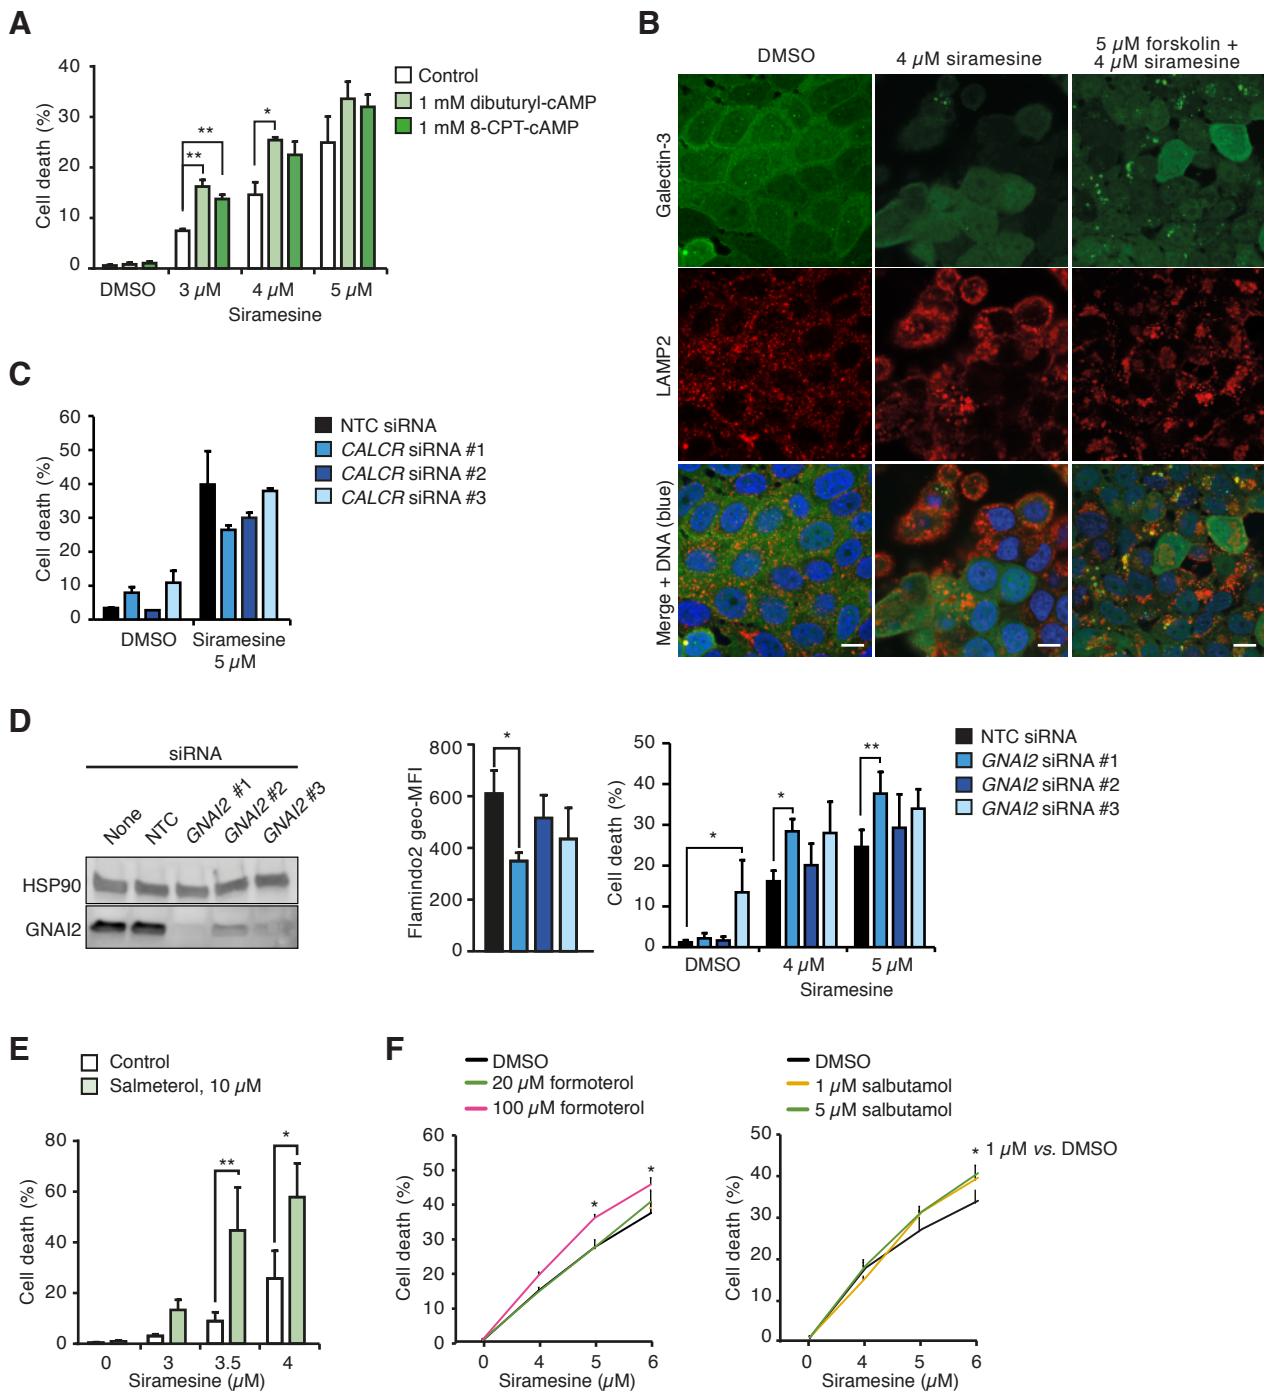 A
40
30
20
10
0
Cell death (%)
Control
1 mM dibuturyl-cAMP
1 mM 8-CPT-cAMP
**
**
*
DMSO
3 µM
4 µM
5 µM
Siramesine
B
DMSO
4 µM siramesine
5 µM forskolin +
4 µM siramesine
Galectin-3
LAMP2
Merge + DNA (blue)
C
60
50
40
30
20
10
0
Cell death (%)
NTC siRNA
CALCR siRNA #1
CALCR siRNA #2
CALCR siRNA #3
DMSO
Siramesine
5 µM
D
siRNA
None
NTC
GNAI2 #1
GNAI2 #2
GNAI2 #3
HSP90
GNAI2
800
600
400
200
0
Flamindo2 geo-MFI
*
50
40
30
20
10
0
Cell death (%)
*
*
**
DMSO
4 µM
5 µM
Siramesine
NTC siRNA
GNAI2 siRNA #1
GNAI2 siRNA #2
GNAI2 siRNA #3
E
Control
Salmeterol, 10 µM
80
60
40
20
0
Cell death (%)
**
*
0
3
3.5
4
Siramesine (µM)
F
DMSO
20 µM formoterol
100 µM formoterol
60
50
40
30
20
10
0
Cell death (%)
*
*
0
4
5
6
Siramesine (µM)
DMSO
1 µM salbutamol
5 µM salbutamol
50
40
30
20
10
0
Cell death (%)
* 1 µM vs. DMSO
0
4
5
6
Siramesine (µM)